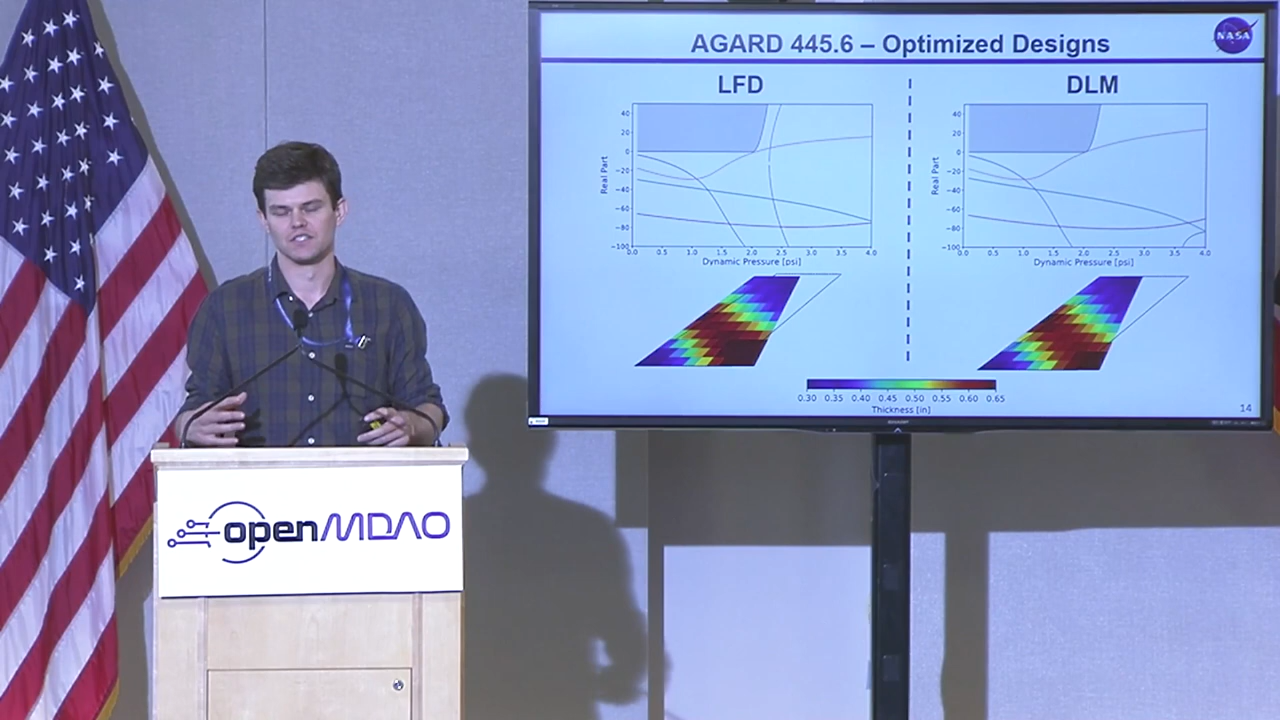 AGARD 445.6 – Optimized Designs
NASA
LFD
DLM
Real Part
40
20
0
−20
−40
−60
−80
−100
0.0 0.5 1.0 1.5 2.0 2.5 3.0 3.5 4.0
Dynamic Pressure [psi]
Real Part
40
20
0
−20
−40
−60
−80
−100
0.0 0.5 1.0 1.5 2.0 2.5 3.0 3.5 4.0
Dynamic Pressure [psi]
0.30 0.35 0.40 0.45 0.50 0.55 0.60 0.65
Thickness [in]
14
SHARP
openMDAO